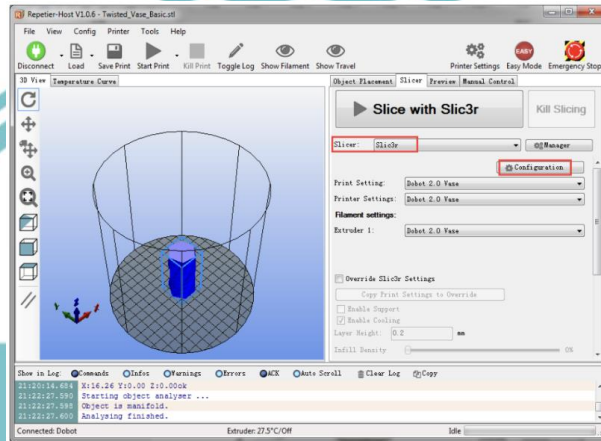 Repetier-Host V1.0.6 - Twisted_Vase_Basic.stl
File View Config Printer Tools Help
Disconnect Load Save Print Start Print Kill Print Toggle Log Show Filament Show Travel Printer Settings Easy Mode Emergency Stop
EASY
3D View Temperature Curve
Object Placement Slicer Preview Manual Control
Slice with Slic3r Kill Slicing
Slicer: Slic3r Manager
Configuration
Print Setting: Dobot 2.0 Vase
Printer Settings: Dobot 2.0 Vase
Filament settings:
Extruder 1: Dobot 2.0 Vase
Override Slic3r Settings
Copy Print Settings to Override
Enable Support
Enable Cooling
Layer Height: 0.2 mm
Infill Density 0%
Show in Log: Commands Infos Warnings Errors ACK Auto Scroll Clear Log Copy
21:20:14.684 X:16.26 Y:0.00 Z:0.00ok
21:22:27.590 Starting object analyser ...
21:22:27.595 Object is manifold.
21:22:27.600 Analysing finished.
Connected: Dobot Extruder: 27.5°C/Off Idle